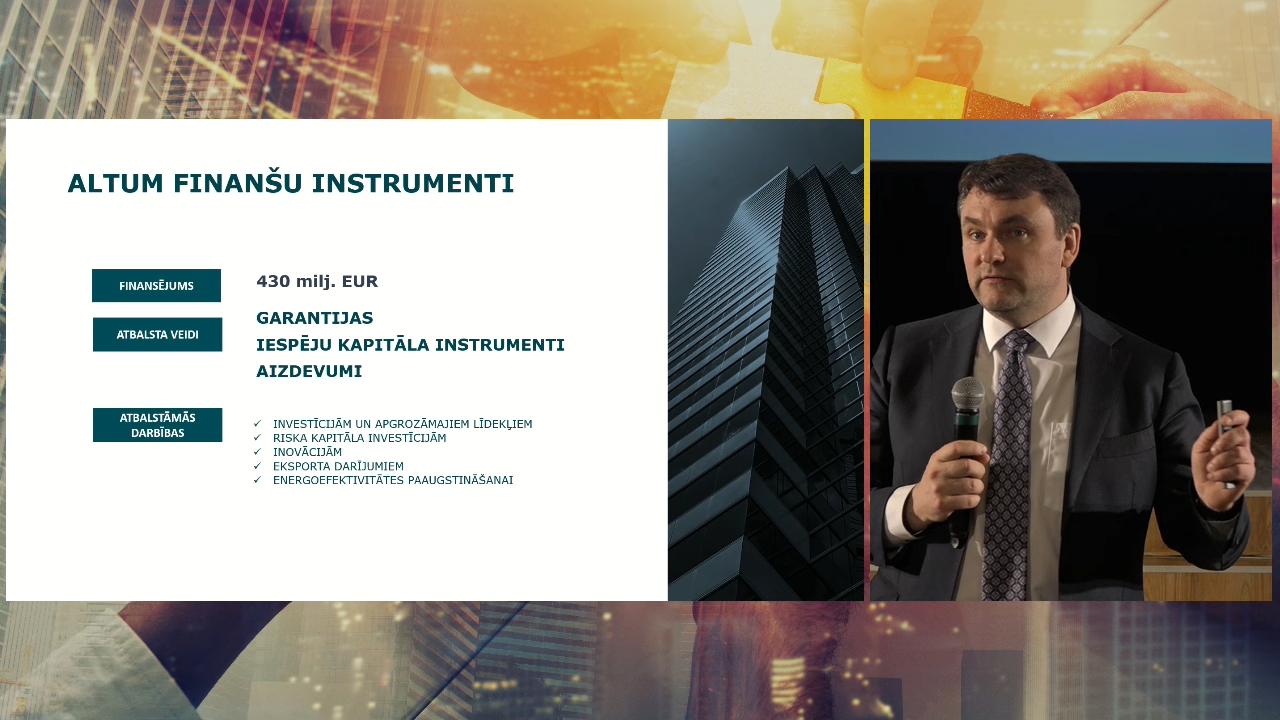 ALTUM FINANŠU INSTRUMENTI
FINANSĒJUMS
430 milj. EUR
ATBALSTA VEIDI
GARANTIJAS
IESPĒJU KAPITĀLA INSTRUMENTI
AIZDEVUMI
ATBALSTĀMĀS
DARBĪBAS
✓ INVESTĪCIJĀM UN APGROZĀMAJIEM LĪDEKĻIEM
✓ RISKA KAPITĀLA INVESTĪCIJĀM
✓ INOVĀCIJĀM
✓ EKSPORTA DARĪJUMIEM
✓ ENERGOEFEKTIVITĀTES PAAUGSTINĀŠANAI